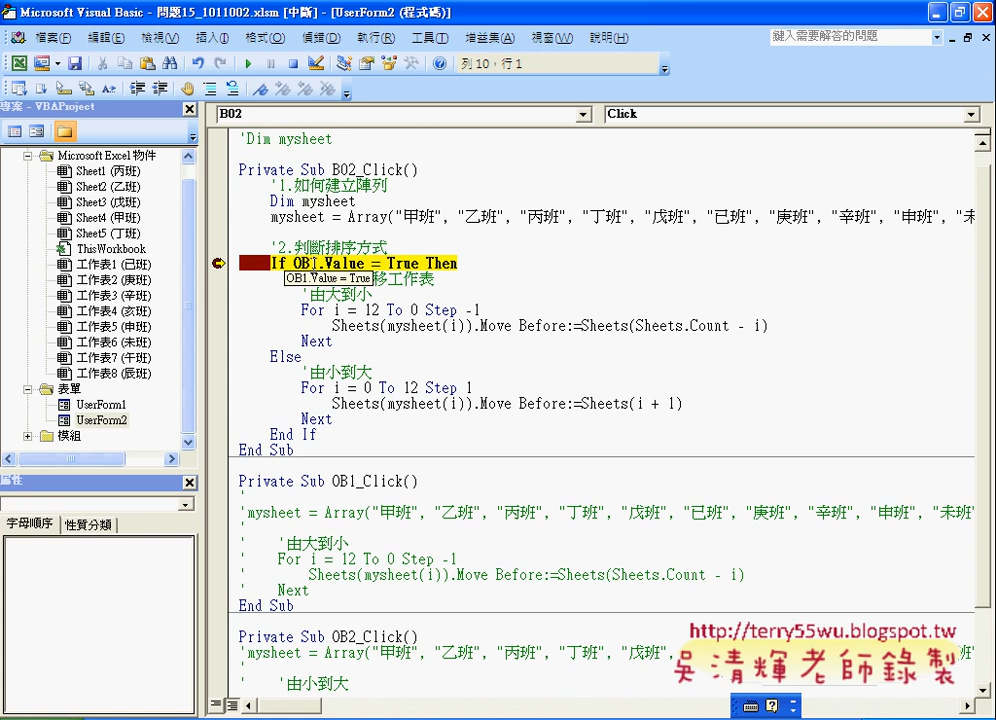 Microsoft Visual Basic - 問題15_1011002.xlsm [中斷] - [UserForm2 (程式碼)]
檔案(F) 編輯(E) 檢視(V) 插入(I) 格式(O) 偵錯(D) 執行(R) 工具(T) 增益集(A) 視窗(W) 說明(H) 鍵入需要解答的問題
列 10，行 1
專案 - VBAProject
B02 Click
Microsoft Excel 物件
Sheet1 (丙班)
Sheet2 (乙班)
Sheet3 (戊班)
Sheet4 (甲班)
Sheet5 (丁班)
ThisWorkbook
工作表1 (已班)
工作表2 (庚班)
工作表3 (辛班)
工作表4 (亥班)
工作表5 (申班)
工作表6 (未班)
工作表7 (午班)
工作表8 (辰班)
表單
UserForm1
UserForm2
模組
屬性
字母順序 性質分類
'Dim mysheet
Private Sub B02_Click()
'1.如何建立陣列
Dim mysheet
mysheet = Array("甲班", "乙班", "丙班", "丁班", "戊班", "已班", "庚班", "辛班", "申班", "未
'2.判斷排序方式
If OB1.Value = True Then
OB1.Value = True
移工作表
'由大到小
For i = 12 To 0 Step -1
Sheets(mysheet(i)).Move Before:=Sheets(Sheets.Count - i)
Next
Else
'由小到大
For i = 0 To 12 Step 1
Sheets(mysheet(i)).Move Before:=Sheets(i + 1)
Next
End If
End Sub
Private Sub OB1_Click()
'
'mysheet = Array("甲班", "乙班", "丙班", "丁班", "戊班", "已班", "庚班", "辛班", "申班", "未班"
'
' '由大到小
' For i = 12 To 0 Step -1
' Sheets(mysheet(i)).Move Before:=Sheets(Sheets.Count - i)
' Next
End Sub
Private Sub OB2_Click()
'mysheet = Array("甲班", "乙班", "丙班", "丁班", "戊班",
'
' '由小到大
http://terry55wu.blogspot.tw
吳清輝老師錄製